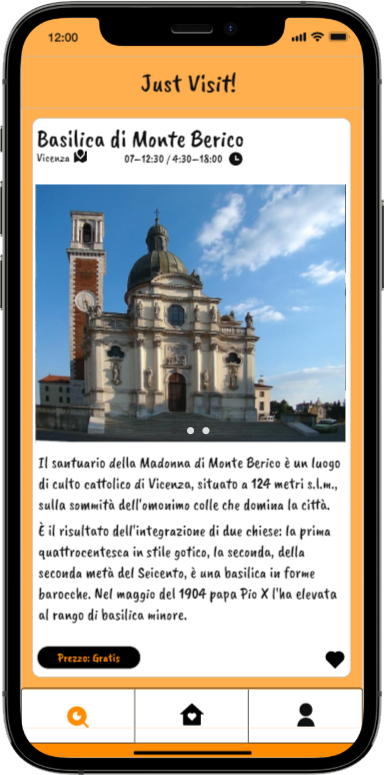 12:00
Just Visit!
Basilica di Monte Berico
Vicenza 07–12:30 / 4:30–18:00
Il santuario della Madonna di Monte Berico è un luogo
di culto cattolico di Vicenza, situato a 124 metri s.l.m.,
sulla sommità dell'omonimo colle che domina la città.
È il risultato dell'integrazione di due chiese: la prima
quattrocentesca in stile gotico, la seconda, della
seconda metà del Seicento, è una basilica in forme
barocche. Nel maggio del 1904 papa Pio X l'ha elevata
al rango di basilica minore.
Prezzo: Gratis